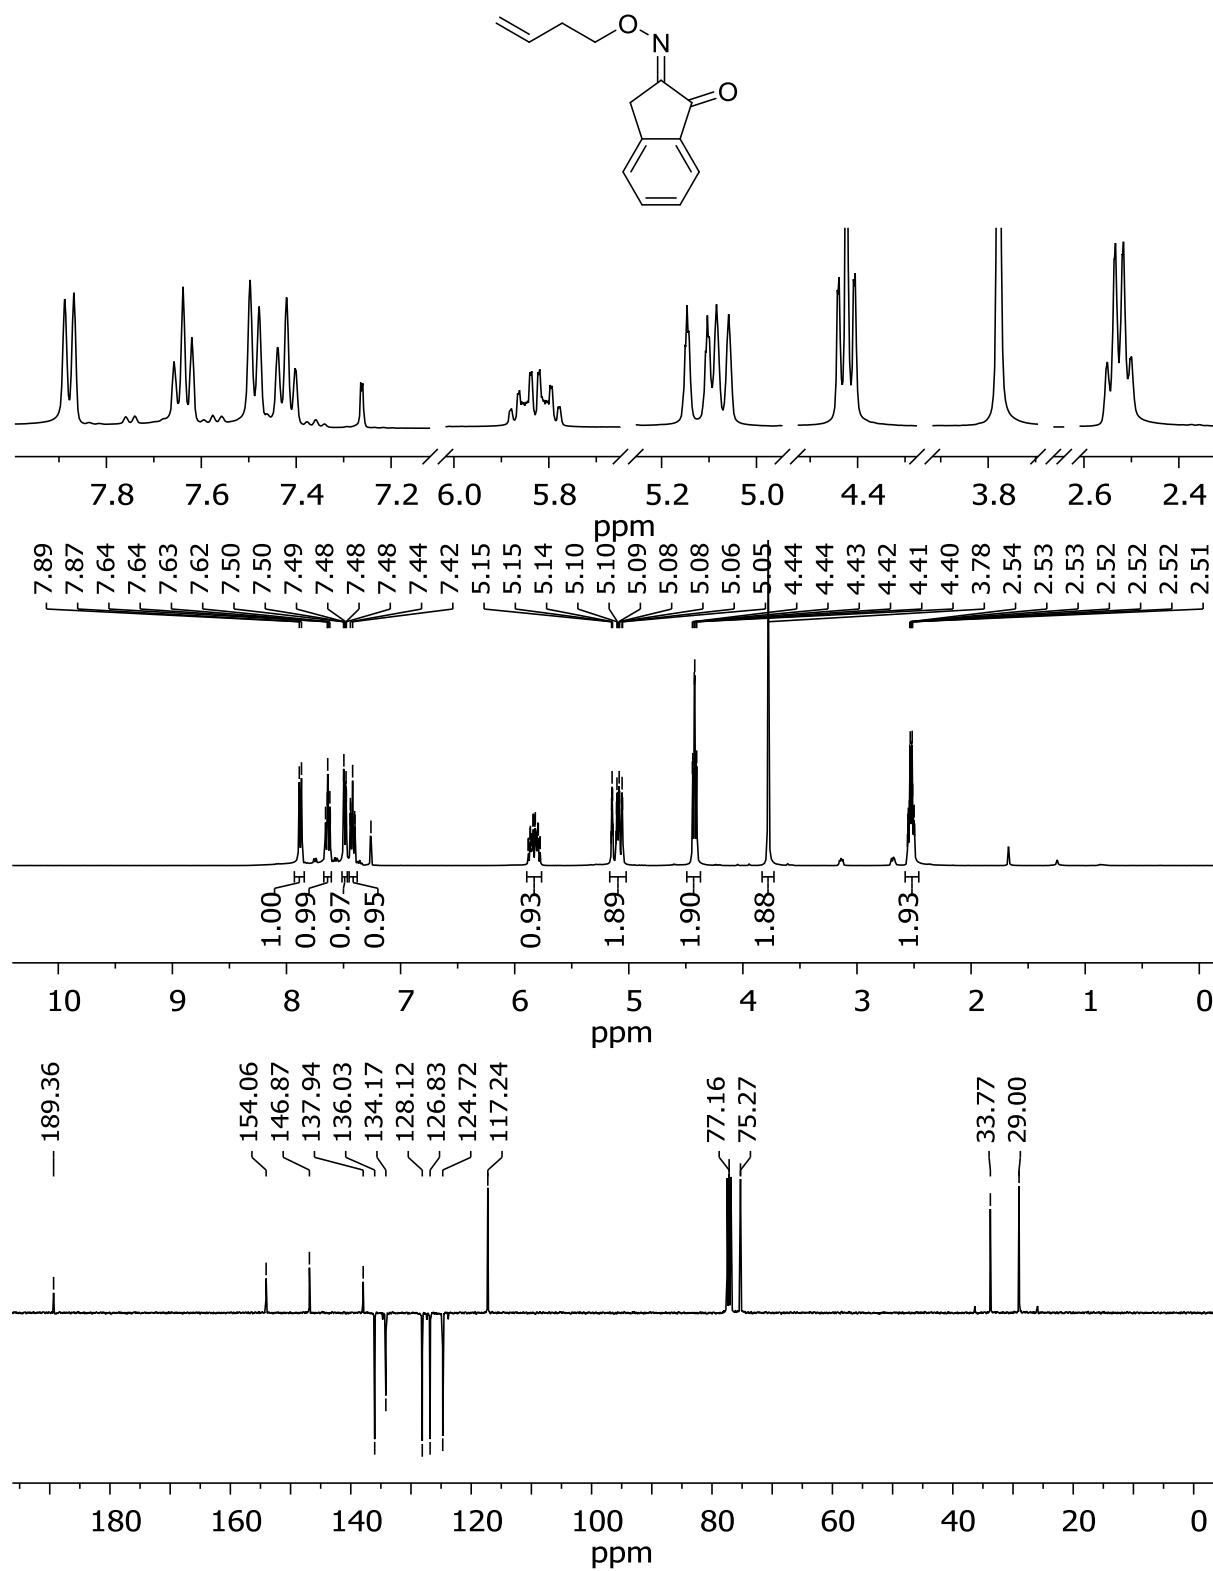 O
N
O
7.8 7.6 7.4 7.2 6.0 5.8 5.2 5.0 4.4 3.8 2.6 2.4
ppm
7.89 7.87 7.64 7.64 7.63 7.62 7.50 7.50 7.49 7.48 7.48 7.48 7.44 7.42 5.15 5.15 5.14 5.10 5.10 5.09 5.08 5.08 5.06 5.05 4.44 4.44 4.43 4.42 4.41 4.40 3.78 2.54 2.53 2.53 2.52 2.52 2.52 2.51
1.00 0.99 0.97 0.95 0.93 1.89 1.90 1.88 1.93
10 9 8 7 6 5 4 3 2 1 0
ppm
189.36 154.06 146.87 137.94 136.03 134.17 128.12 126.83 124.72 117.24 77.16 75.27 33.77 29.00
180 160 140 120 100 80 60 40 20 0
ppm